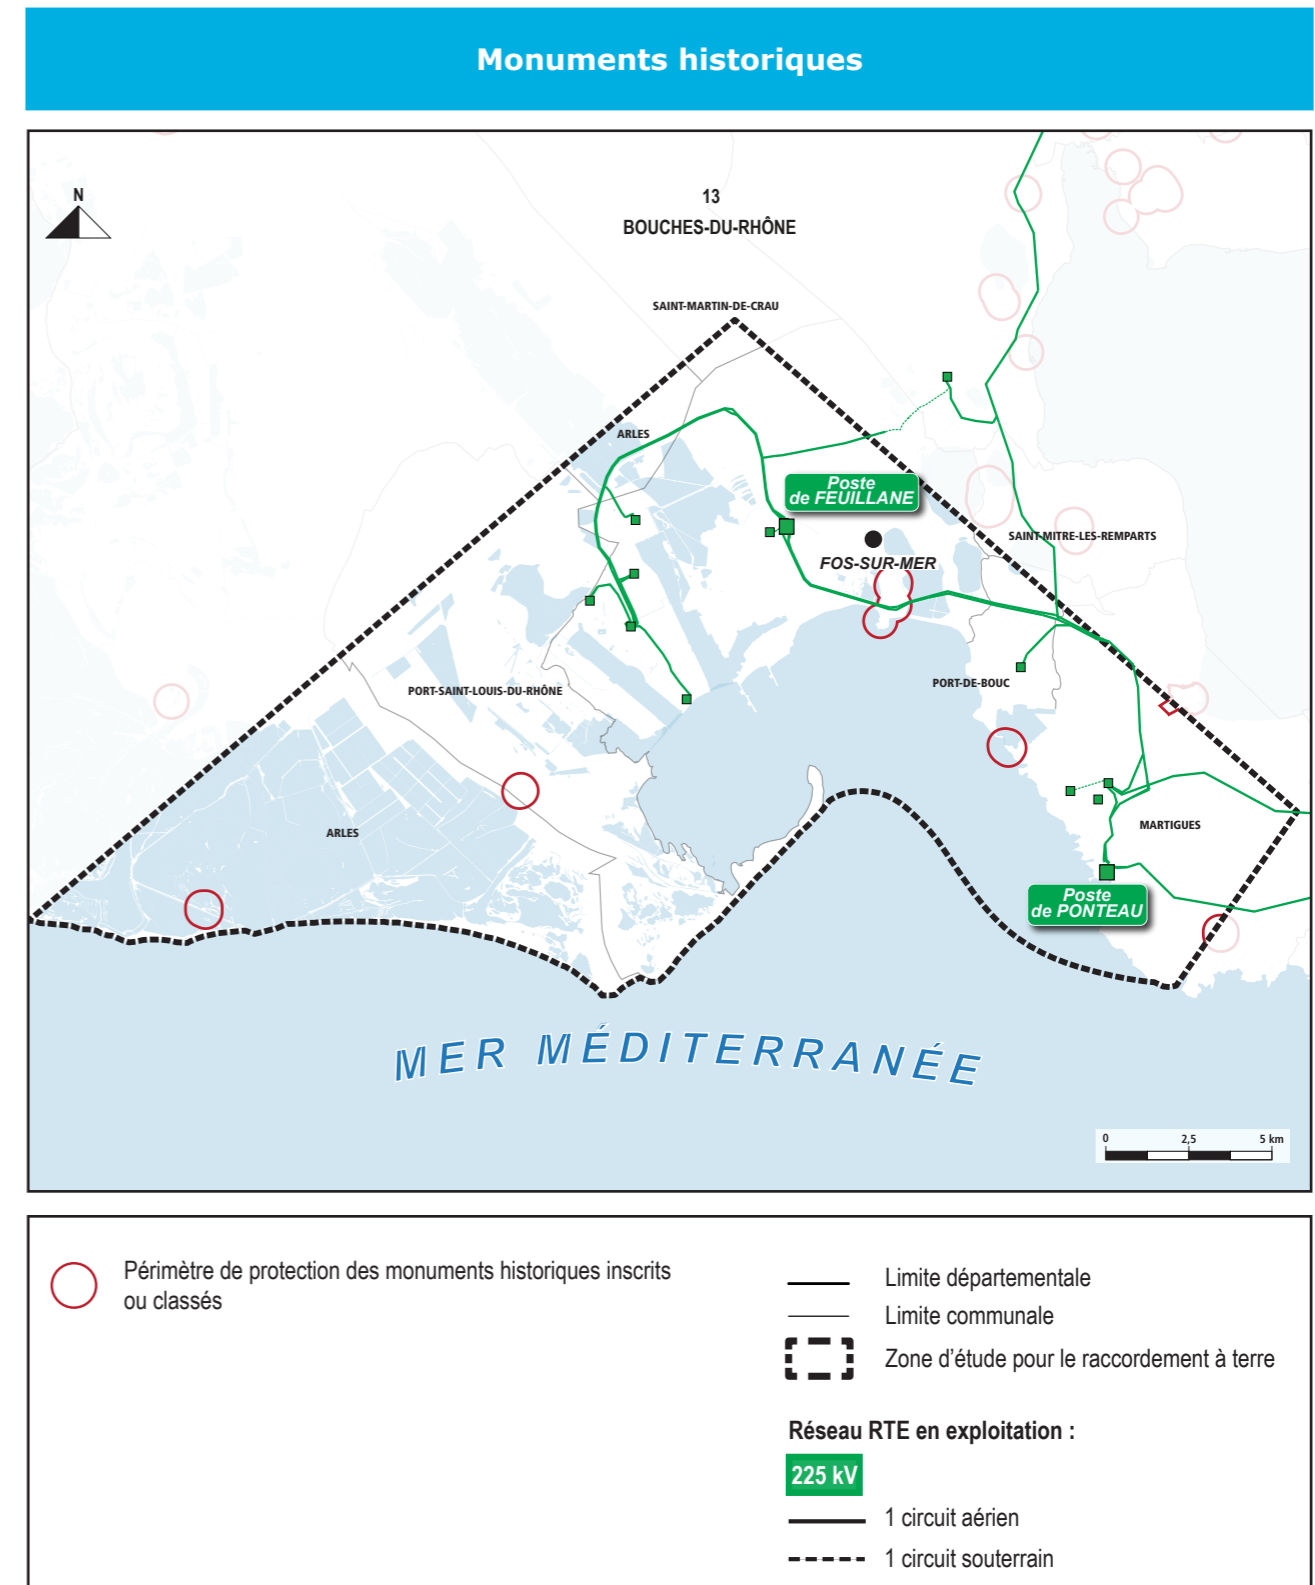 Monuments historiques
N
13
BOUCHES-DU-RHÔNE
SAINT-MARTIN-DE-CRAU
ARLES
Poste
de FEUILLANE
SAINT-MITRE-LES-REMPARTS
FOS-SUR-MER
PORT-SAINT-LOUIS-DU-RHÔNE
PORT-DE-BOUC
ARLES
MARTIGUES
Poste
de PONTEAU
MER MÉDITERRANÉE
0 2,5 5 km
Périmètre de protection des monuments historiques inscrits
ou classés
Limite départementale
Limite communale
Zone d'étude pour le raccordement à terre
Réseau RTE en exploitation :
225 kV
1 circuit aérien
1 circuit souterrain